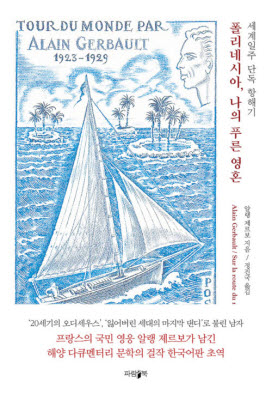 TOUR DU MONDE PAR
ALAIN GERBAULT
1923-1929
POS
세계일주 단독 항해기
폴리네시아, 나의 푸른 영혼
알랭 제르보 지음 / 정진국 옮김
Alain Gerbault / Sur la route du
'20세기의 오디세우스', '잃어버린 세대의 마지막 댄디'로 불린 남자
프랑스의 국민 영웅 알랭 제르보가 남긴
해양 다큐멘터리 문학의 걸작 한국어판 초역
파람북